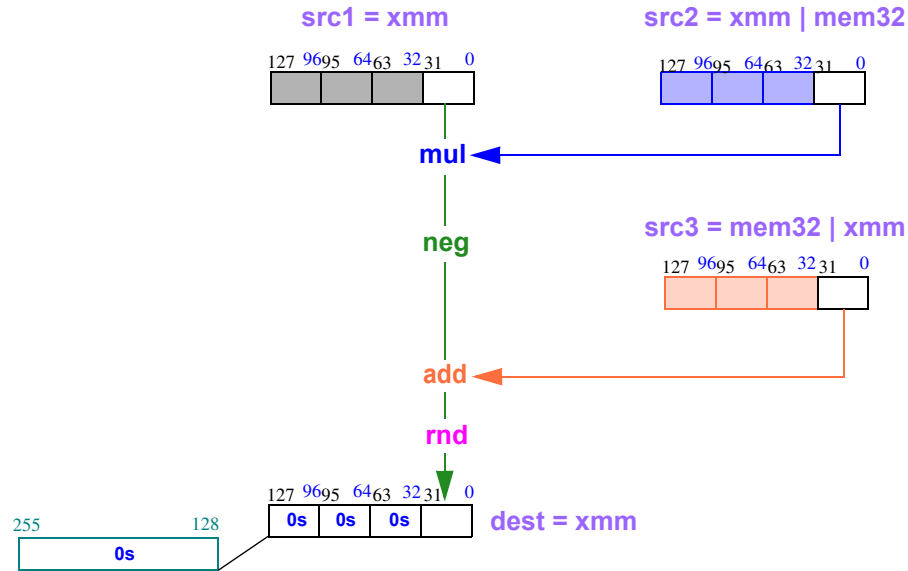 src1 = xmm
src2 = xmm | mem32
127 96 95 64 63 32 31 0
127 96 95 64 63 32 31 0
mul
src3 = mem32 | xmm
neg
127 96 95 64 63 32 31 0
add
rnd
127 96 95 64 63 32 31 0
0s 0s 0s
dest = xmm
255 128
0s